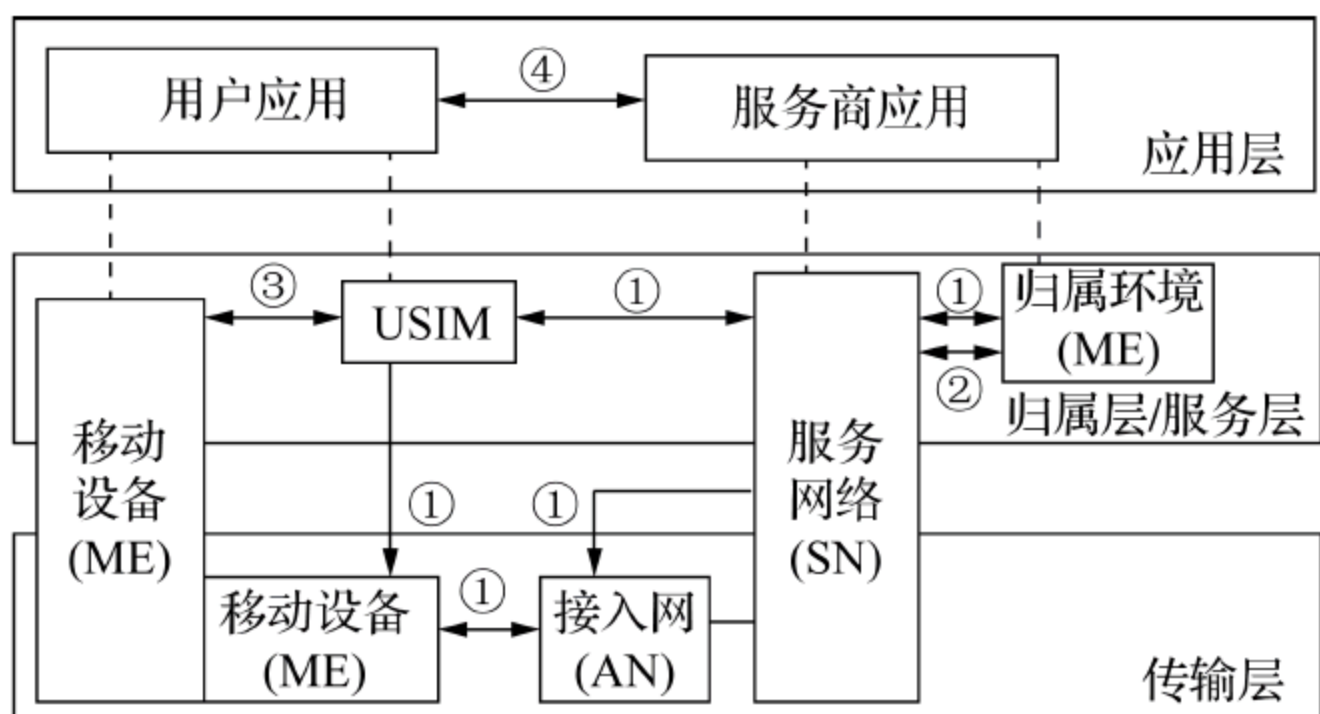 用户应用
④
服务商应用
应用层
③
USIM
①
①
归属环境
(ME)
②
归属层/服务层
移动
设备
(ME)
服务
网络
(SN)
①
①
移动设备
(ME)
①
接入网
(AN)
传输层